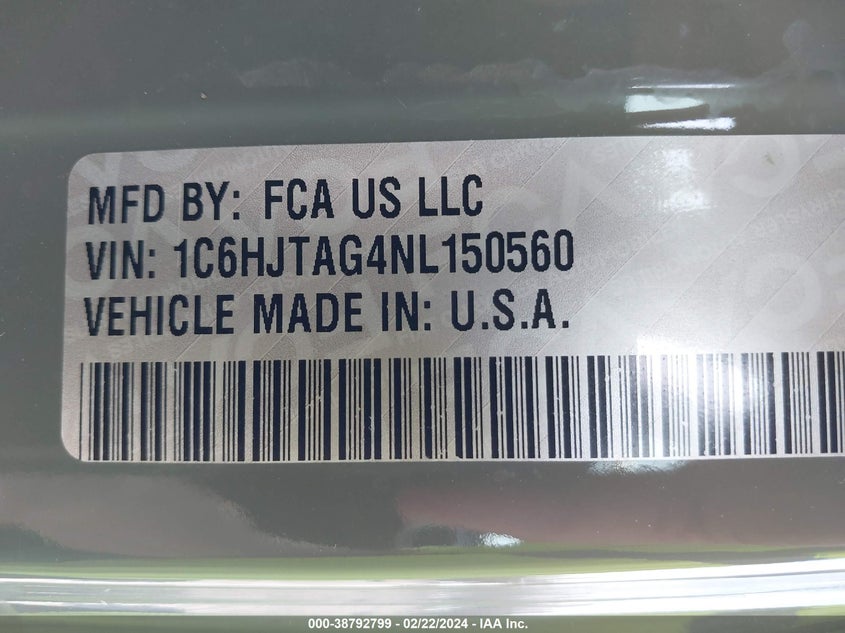 MFD BY: FCA US LLC
VIN: 1C6HJTAG4NL150560
VEHICLE MADE IN: U.S.A.
000-38792799 - 02/22/2024 - IAA Inc.